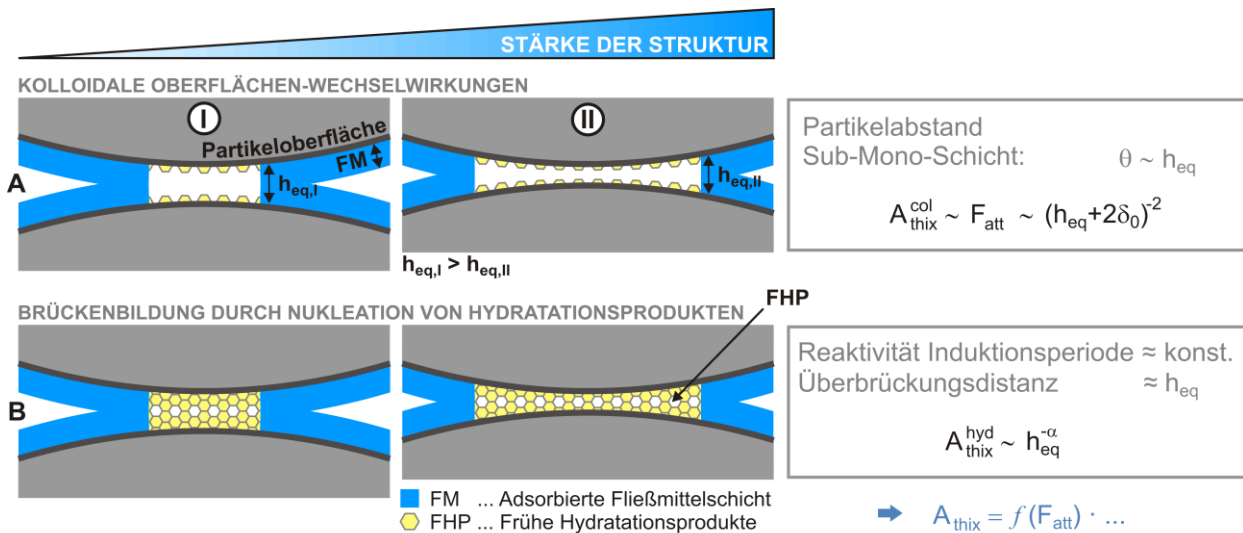 STÄRKE DER STRUKTUR
KOLLOIDALE OBERFLÄCHEN-WECHSELWIRKUNGEN
I
II
Partikeloberfläche
FM
h_eq,I
h_eq,II
A
h_eq,I > h_eq,II
Partikelabstand
Sub-Mono-Schicht: θ ~ h_eq
A_thix^col ~ F_att ~ (h_eq+2δ_0)^-2
BRÜCKENBILDUNG DURCH NUKLEATION VON HYDRATATIONSPRODUKTEN
FHP
B
Reaktivität Induktionsperiode ≈ konst.
Überbrückungsdistanz ≈ h_eq
A_thix^hyd ~ h_eq^-α
FM ... Adsorbierte Fließmittelschicht
FHP ... Frühe Hydratationsprodukte
A_thix = f (F_att) · ...